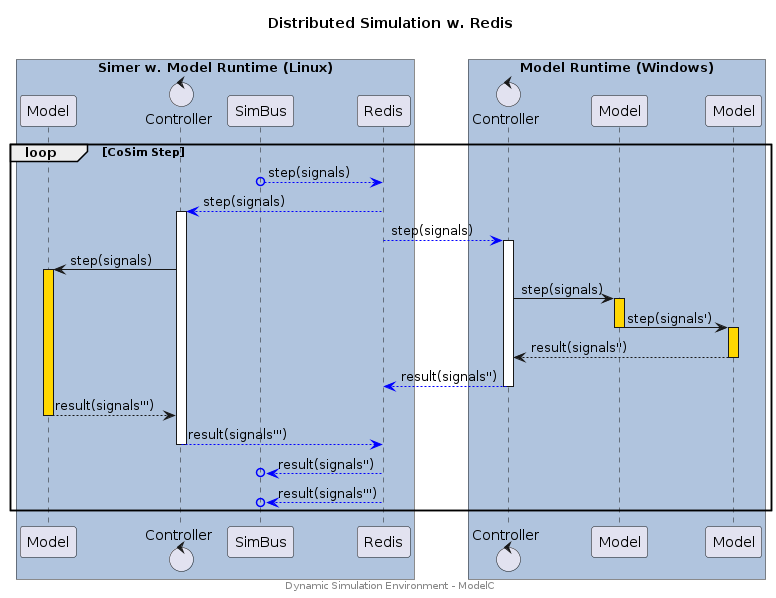 Distributed Simulation w. Redis
Simer w. Model Runtime (Linux)
Model Runtime (Windows)
Model
Controller
SimBus
Redis
Controller
Model
Model
loop
[CoSim Step]
step(signals)
step(signals)
step(signals)
step(signals)
step(signals)
step(signals')
result(signals'')
result(signals'')
result(signals''')
result(signals''')
result(signals'')
result(signals''')
Model
Controller
SimBus
Redis
Controller
Model
Model
Dynamic Simulation Environment - ModelC